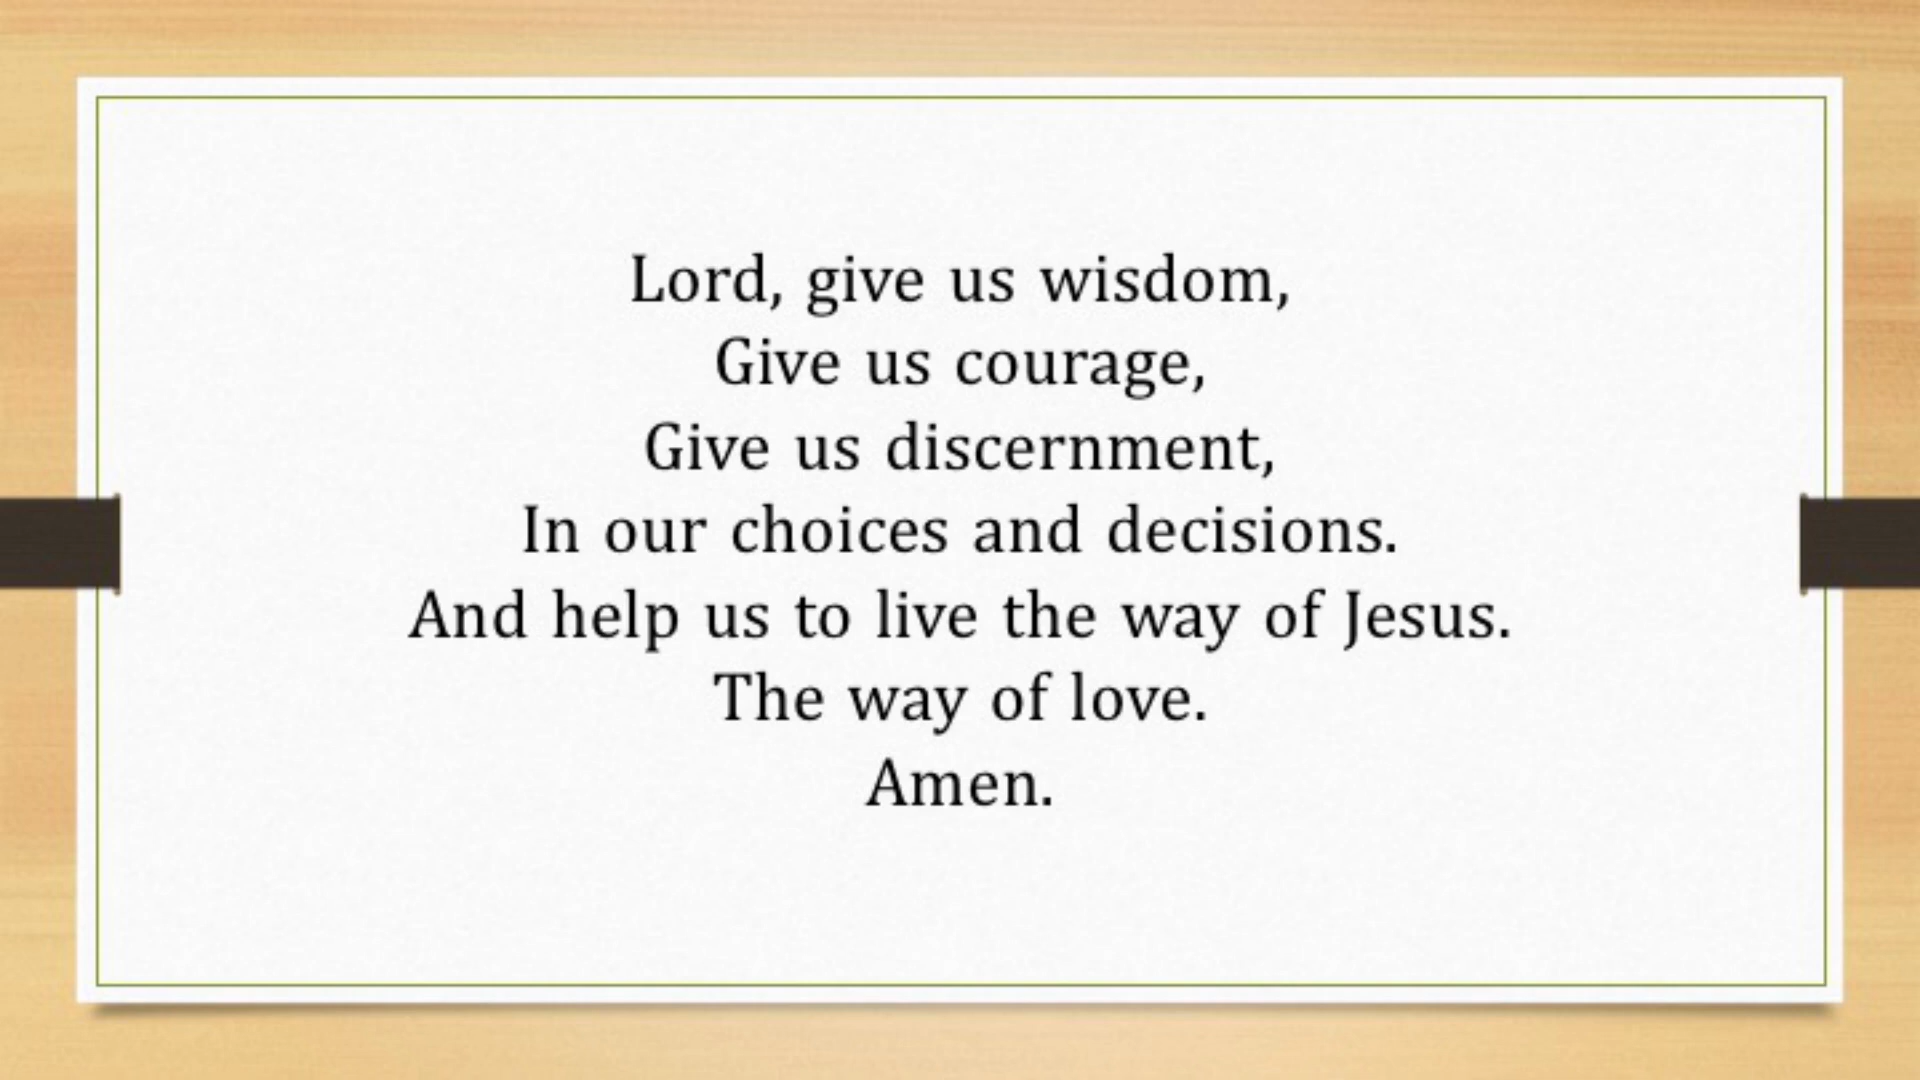 Lord, give us wisdom,
Give us courage,
Give us discernment,
In our choices and decisions.
And help us to live the way of Jesus.
The way of love.
Amen.